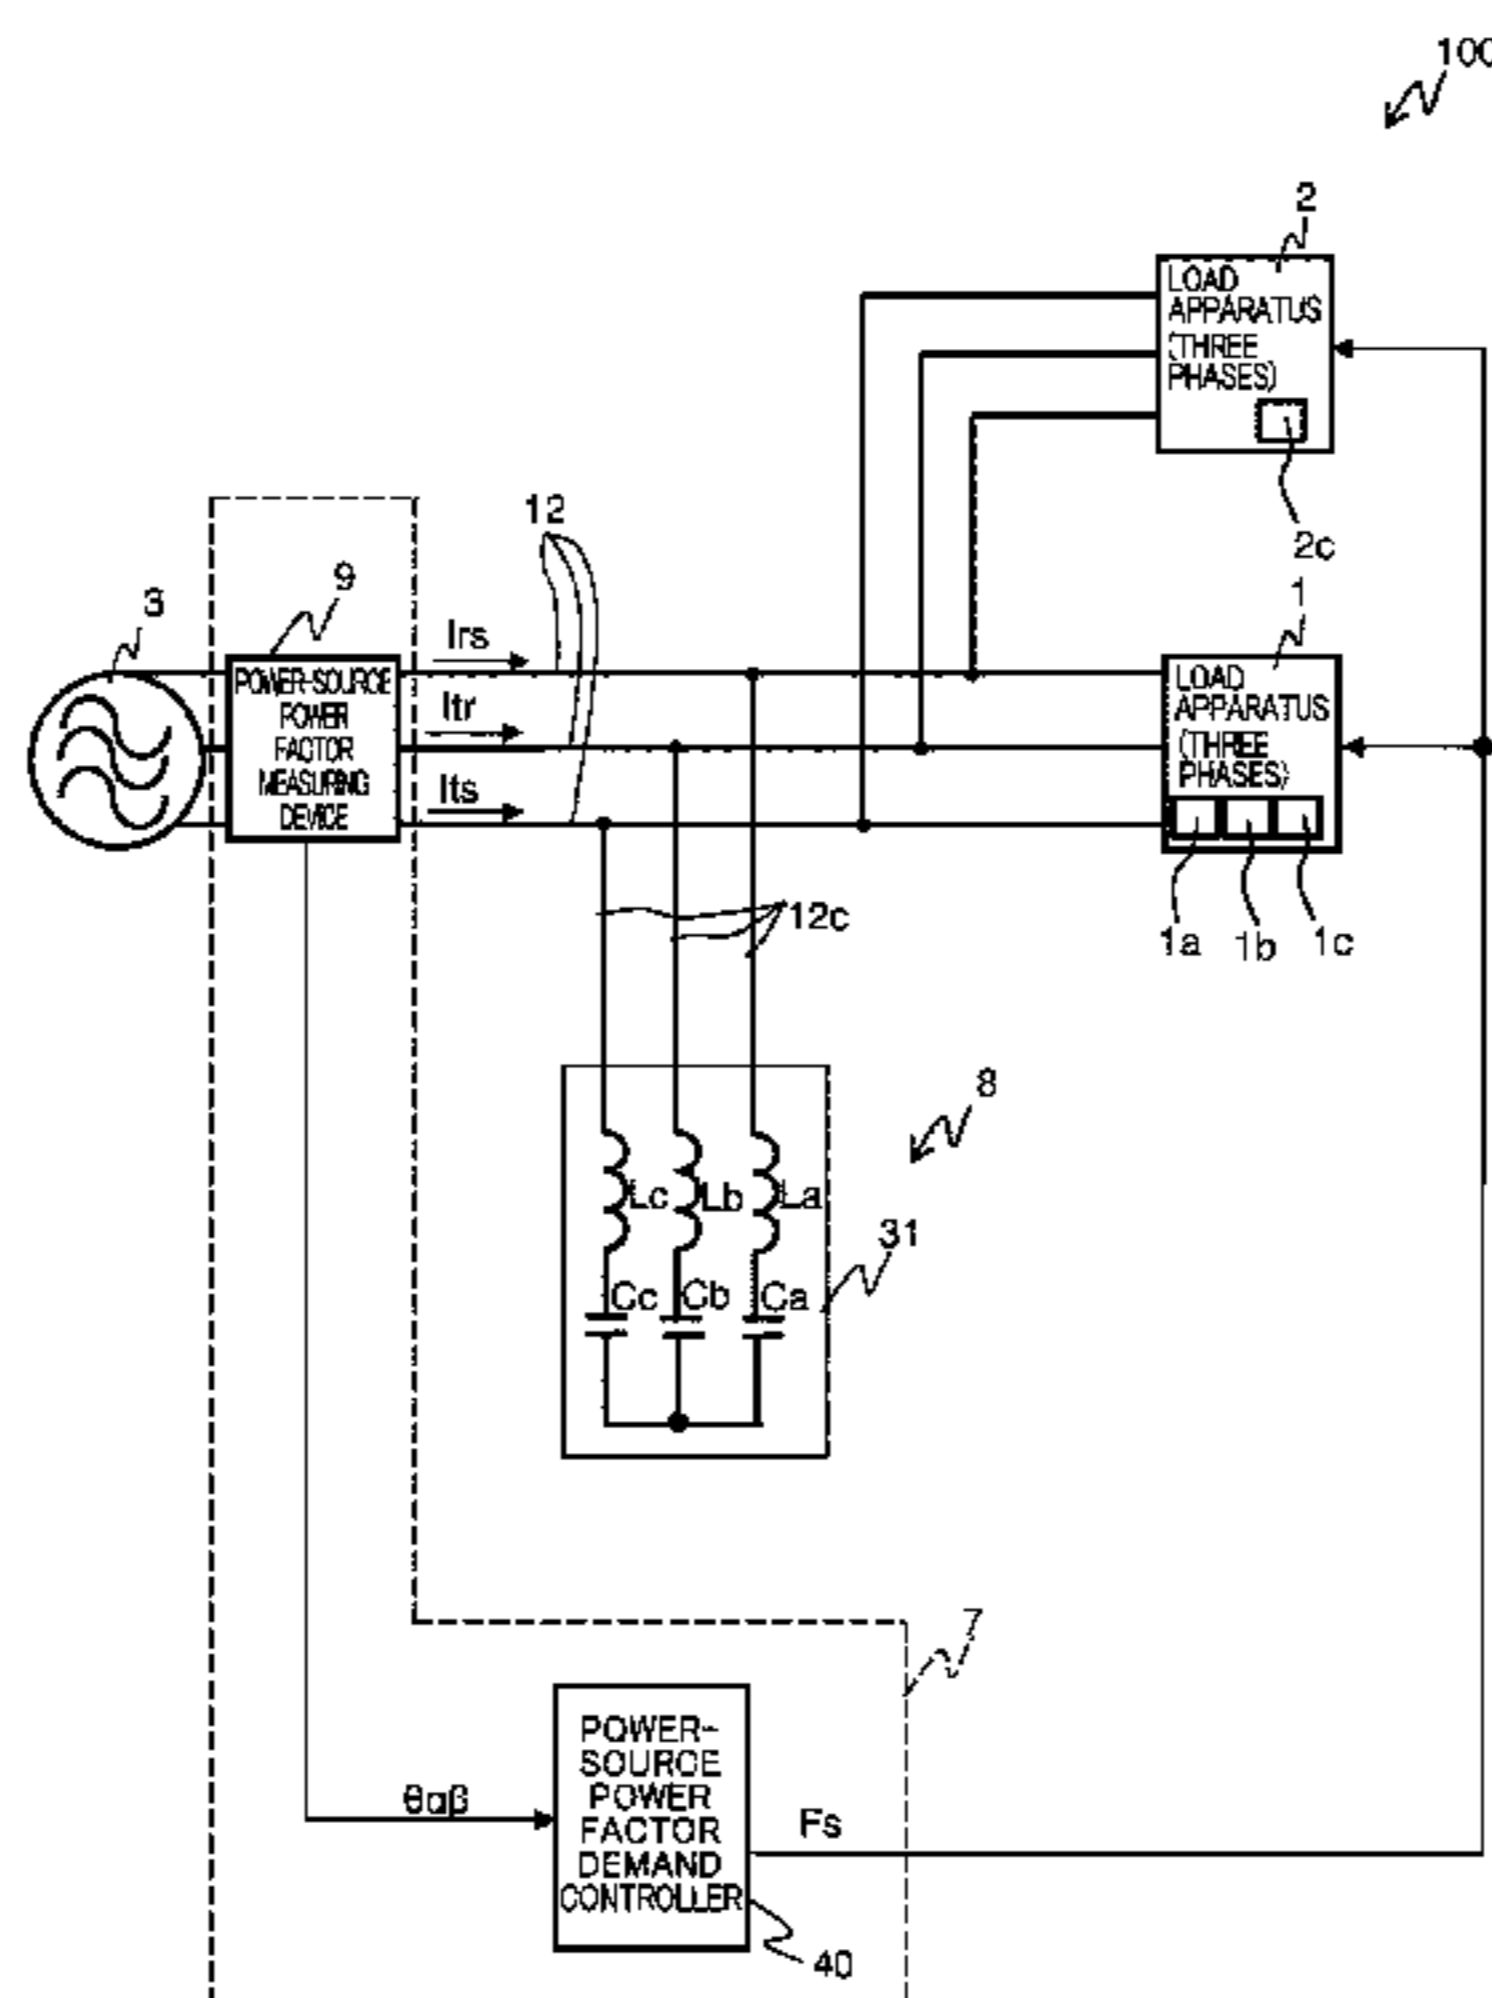 100
2
LOAD
APPARATUS
(THREE
PHASES)
2c
12
9
3
1
Irs
POWER-SOURCE
POWER
FACTOR
MEASURING
DEVICE
Itr
Its
LOAD
APPARATUS
(THREE
PHASES)
12c
1a
1b
1c
8
Lc
Lb
La
31
Cc
Cb
Ca
7
POWER-
SOURCE
POWER
FACTOR
DEMAND
CONTROLLER
θαβ
Fs
40